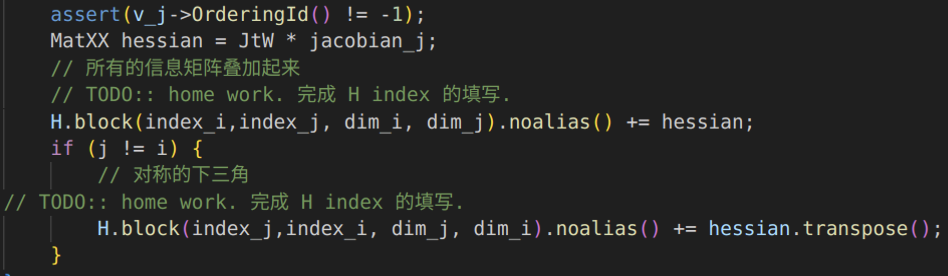 assert(v_j->OrderingId() != -1);
MatXX hessian = JtW * jacobian_j;
// 所有的信息矩阵叠加起来
// TODO:: home work. 完成 H index 的填写.
H.block(index_i,index_j, dim_i, dim_j).noalias() += hessian;
if (j != i) {
// 对称的下三角
// TODO:: home work. 完成 H index 的填写.
H.block(index_j,index_i, dim_j, dim_i).noalias() += hessian.transpose();
}